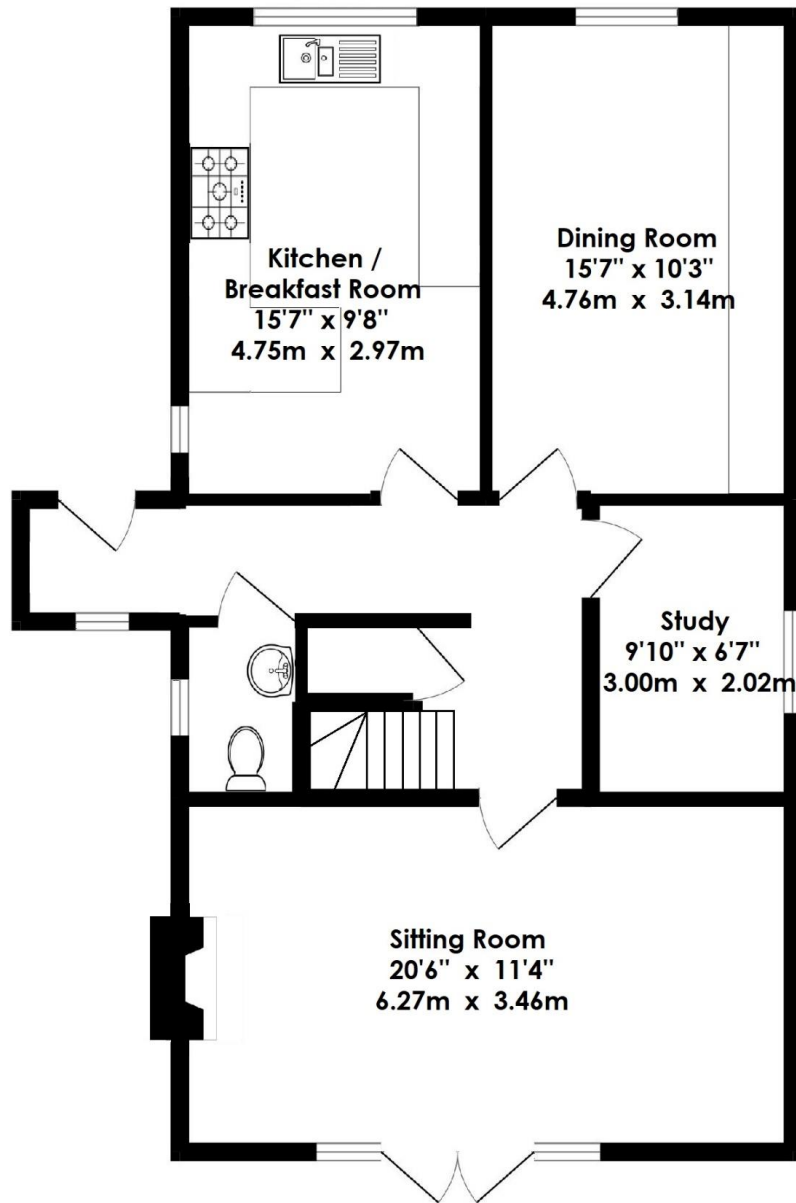 Kitchen /
Breakfast Room
15'7" x 9'8"
4.75m x 2.97m
Dining Room
15'7" x 10'3"
4.76m x 3.14m
Study
9'10" x 6'7"
3.00m x 2.02m
Sitting Room
20'6" x 11'4"
6.27m x 3.46m